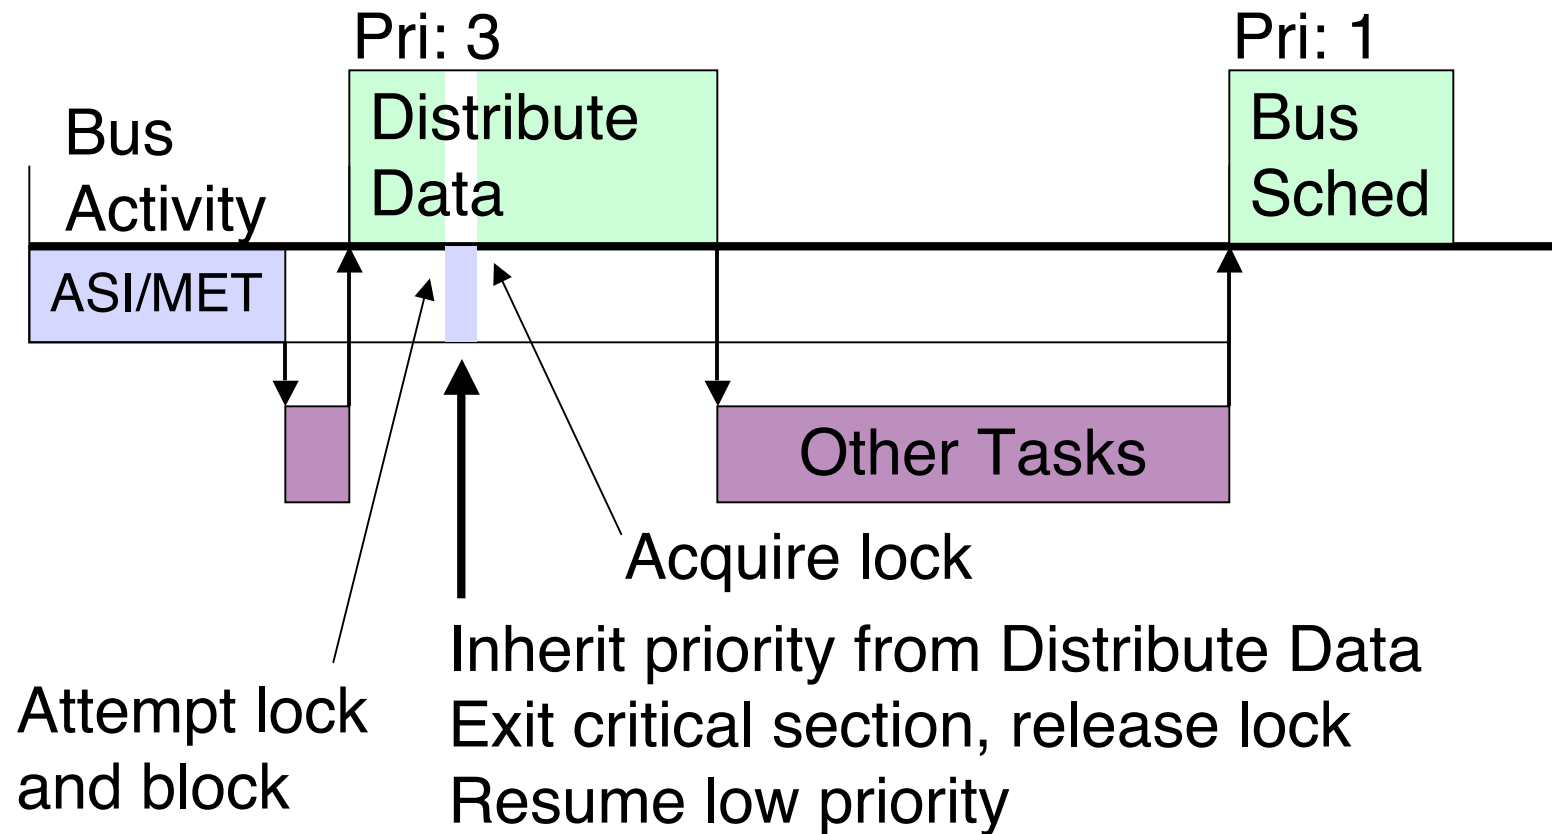 Pri: 3
Pri: 1
Bus
Activity
Distribute
Data
Bus
Sched
ASI/MET
Other Tasks
Acquire lock
Attempt lock
and block
Inherit priority from Distribute Data
Exit critical section, release lock
Resume low priority